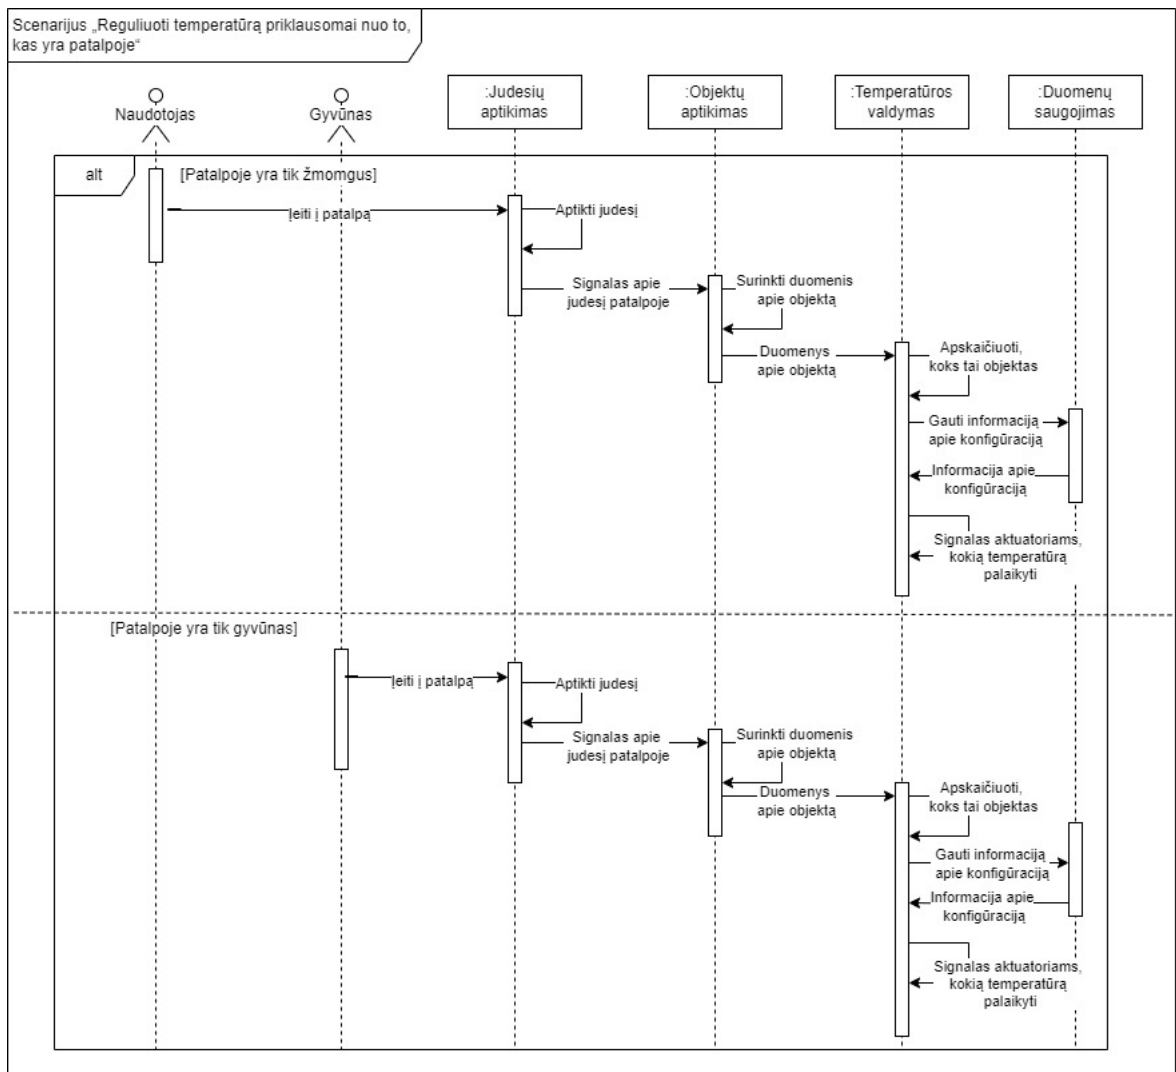 Scenarijus „Reguliuoti temperatūrą priklausomai nuo to,
kas yra patalpoje“
Naudotojas
Gyvūnas
:Judesių
aptikimas
:Objektų
aptikimas
:Temperatūros
valdymas
:Duomenų
saugojimas
alt
[Patalpoje yra tik žmomgus]
Įeiti į patalpą
Aptikti judesį
Signalas apie
judesį patalpoje
Surinkti duomenis
apie objektą
Duomenys
apie objektą
Apskaičiuoti,
koks tai objektas
Gauti informaciją
apie konfigūraciją
Informacija apie
konfigūraciją
Signalas aktuatoriams,
kokią temperatūrą
palaikyti
[Patalpoje yra tik gyvūnas]
Įeiti į patalpą
Aptikti judesį
Signalas apie
judesį patalpoje
Surinkti duomenis
apie objektą
Duomenys
apie objektą
Apskaičiuoti,
koks tai objektas
Gauti informaciją
apie konfigūraciją
Informacija apie
konfigūraciją
Signalas aktuatoriams,
kokią temperatūrą
palaikyti